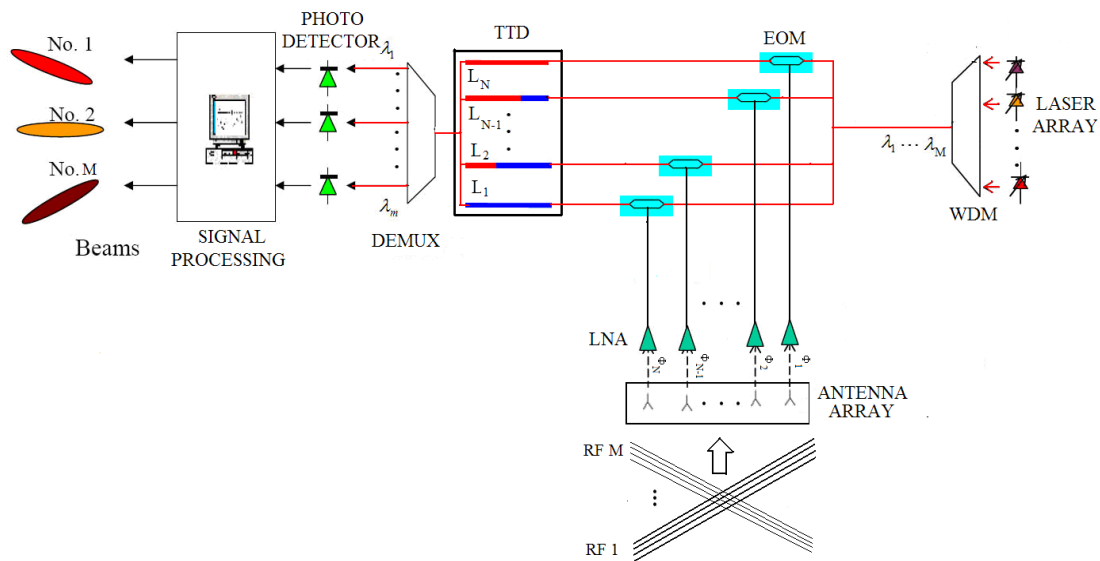 No. 1
No. 2
No. M
Beams
SIGNAL
PROCESSING
PHOTO
DETECTOR
λ1
λm
DEMUX
TTD
LN
LN-1
L2
L1
EOM
λ1 ⋯ λM
WDM
LASER
ARRAY
LNA
ΦN
ΦN-1
Φ2
Φ1
ANTENNA
ARRAY
RF M
RF 1